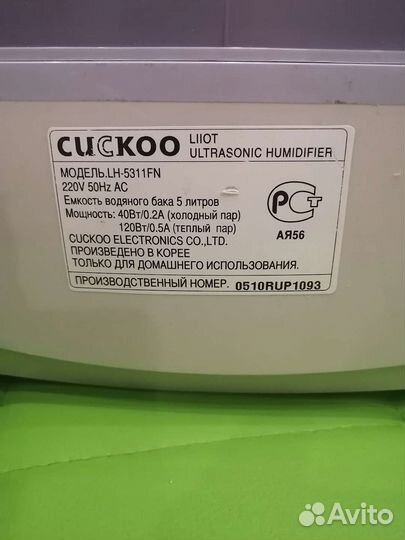 CUCKOO LIIOT
ULTRASONIC HUMIDIFIER
МОДЕЛЬ.LH-5311FN
220V 50Hz AC
Емкость водяного бака 5 литров
Мощность: 40Вт/0.2А (холодный пар)
120Вт/0.5А (теплый пар)
CUCKOO ELECTRONICS CO.,LTD.
ПРОИЗВЕДЕНО В КОРЕЕ
ТОЛЬКО ДЛЯ ДОМАШНЕГО ИСПОЛЬЗОВАНИЯ.
РСТ
АЯ56
ПРОИЗВОДСТВЕННЫЙ НОМЕР. 0510RUP1093
Avito